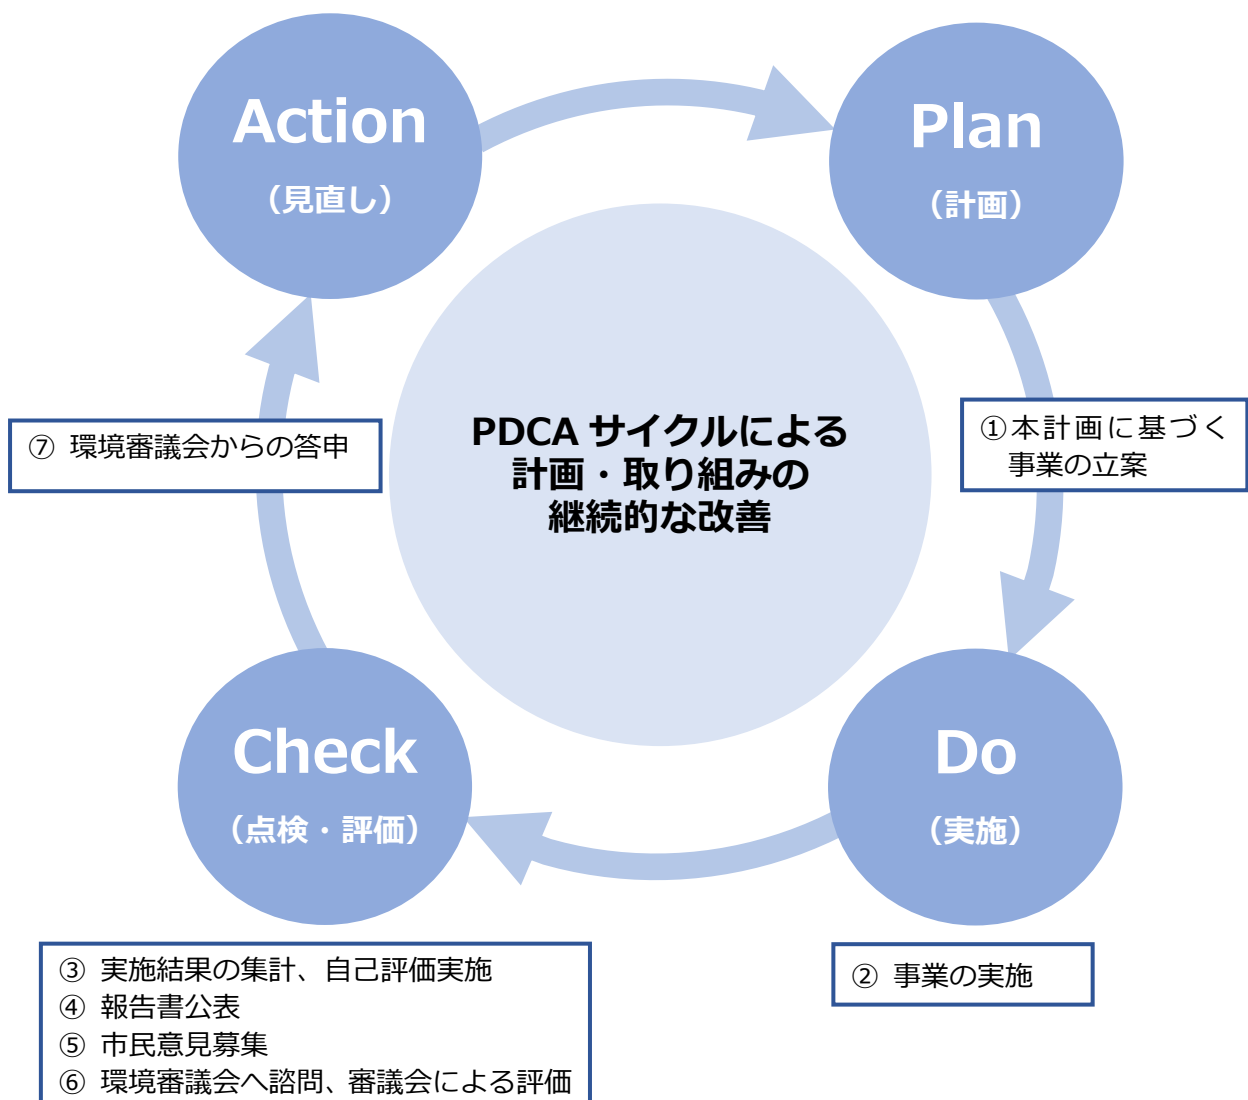 Action
（見直し）
Plan
（計画）
PDCA サイクルによる
計画・取り組みの
継続的な改善
①本計画に基づく
事業の立案
⑦ 環境審議会からの答申
Check
（点検・評価）
Do
（実施）
② 事業の実施
③ 実施結果の集計、自己評価実施
④ 報告書公表
⑤ 市民意見募集
⑥ 環境審議会へ諮問、審議会による評価